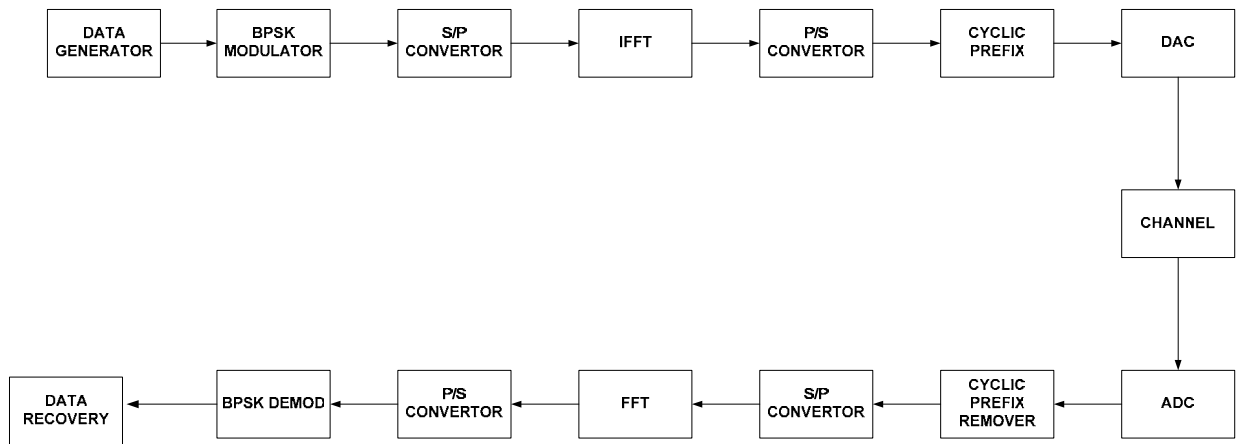 DATA
GENERATOR
BPSK
MODULATOR
S/P
CONVERTOR
IFFT
P/S
CONVERTOR
CYCLIC
PREFIX
DAC
CHANNEL
DATA
RECOVERY
BPSK DEMOD
P/S
CONVERTOR
FFT
S/P
CONVERTOR
CYCLIC
PREFIX
REMOVER
ADC